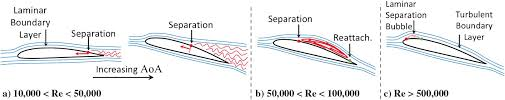 Laminar
Boundary
Layer
Separation
Increasing AoA
a) 10,000 < Re < 50,000
Separation
Separation
Reattach.
b) 50,000 < Re < 100,000
Laminar
Separation
Bubble
Turbulent
Boundary
Layer
c) Re > 500,000